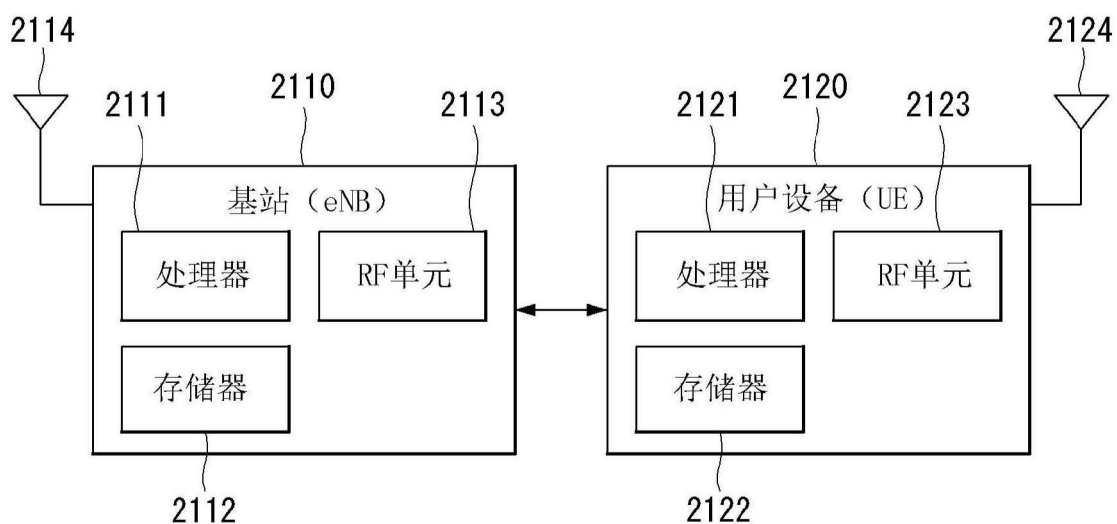 2114
2124
2111
2110
2113
2121
2120
2123
基站（eNB）
用户设备（UE）
处理器
RF单元
处理器
RF单元
存储器
存储器
2112
2122